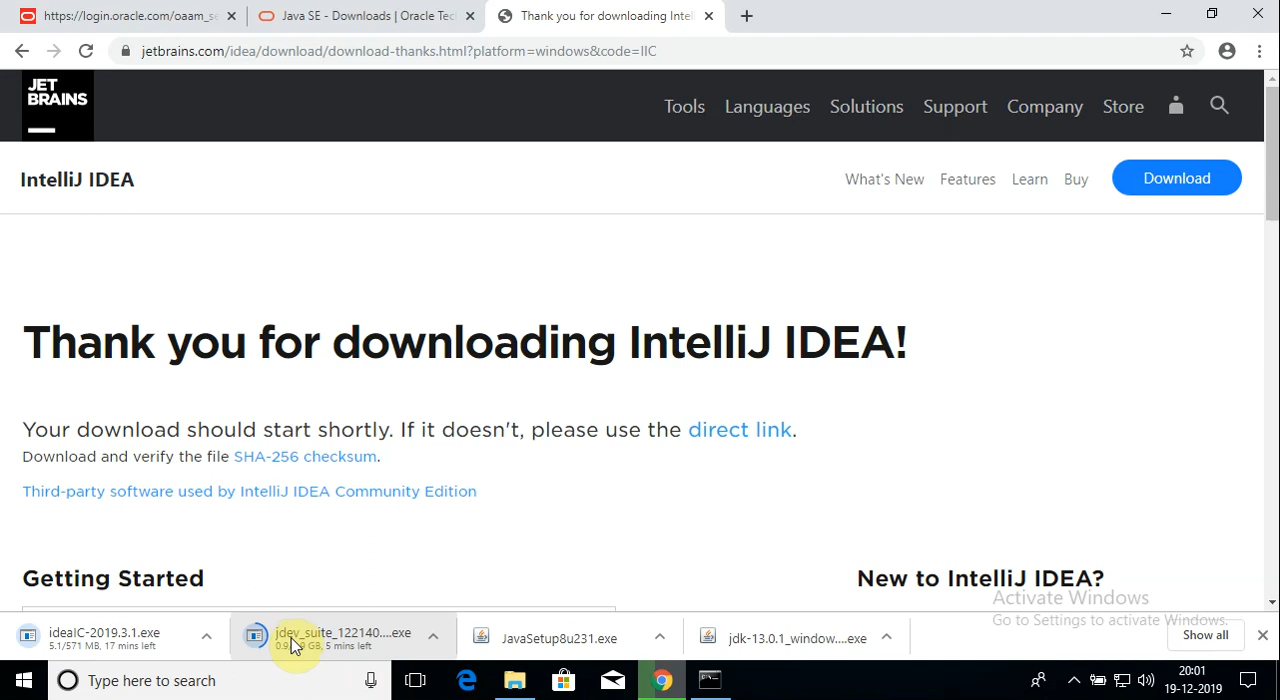 https://login.oracle.com/oaam_se
Java SE - Downloads | Oracle Tec
Thank you for downloading Intel
jetbrains.com/idea/download/download-thanks.html?platform=windows&code=IIC
JET
BRAINS
Tools Languages Solutions Support Company Store
IntelliJ IDEA
What's New Features Learn Buy Download
Thank you for downloading IntelliJ IDEA!
Your download should start shortly. If it doesn't, please use the direct link.
Download and verify the file SHA-256 checksum.
Third-party software used by IntelliJ IDEA Community Edition
Getting Started
New to IntelliJ IDEA?
Activate Windows
Go to Settings to activate Windows.
ideaIC-2019.3.1.exe
5.1/571 MB, 17 mins left
jdev_suite_122140....exe
GB, 5 mins left
JavaSetup8u231.exe
jdk-13.0.1_window....exe
Show all
Type here to search
20:01
19-12-2019